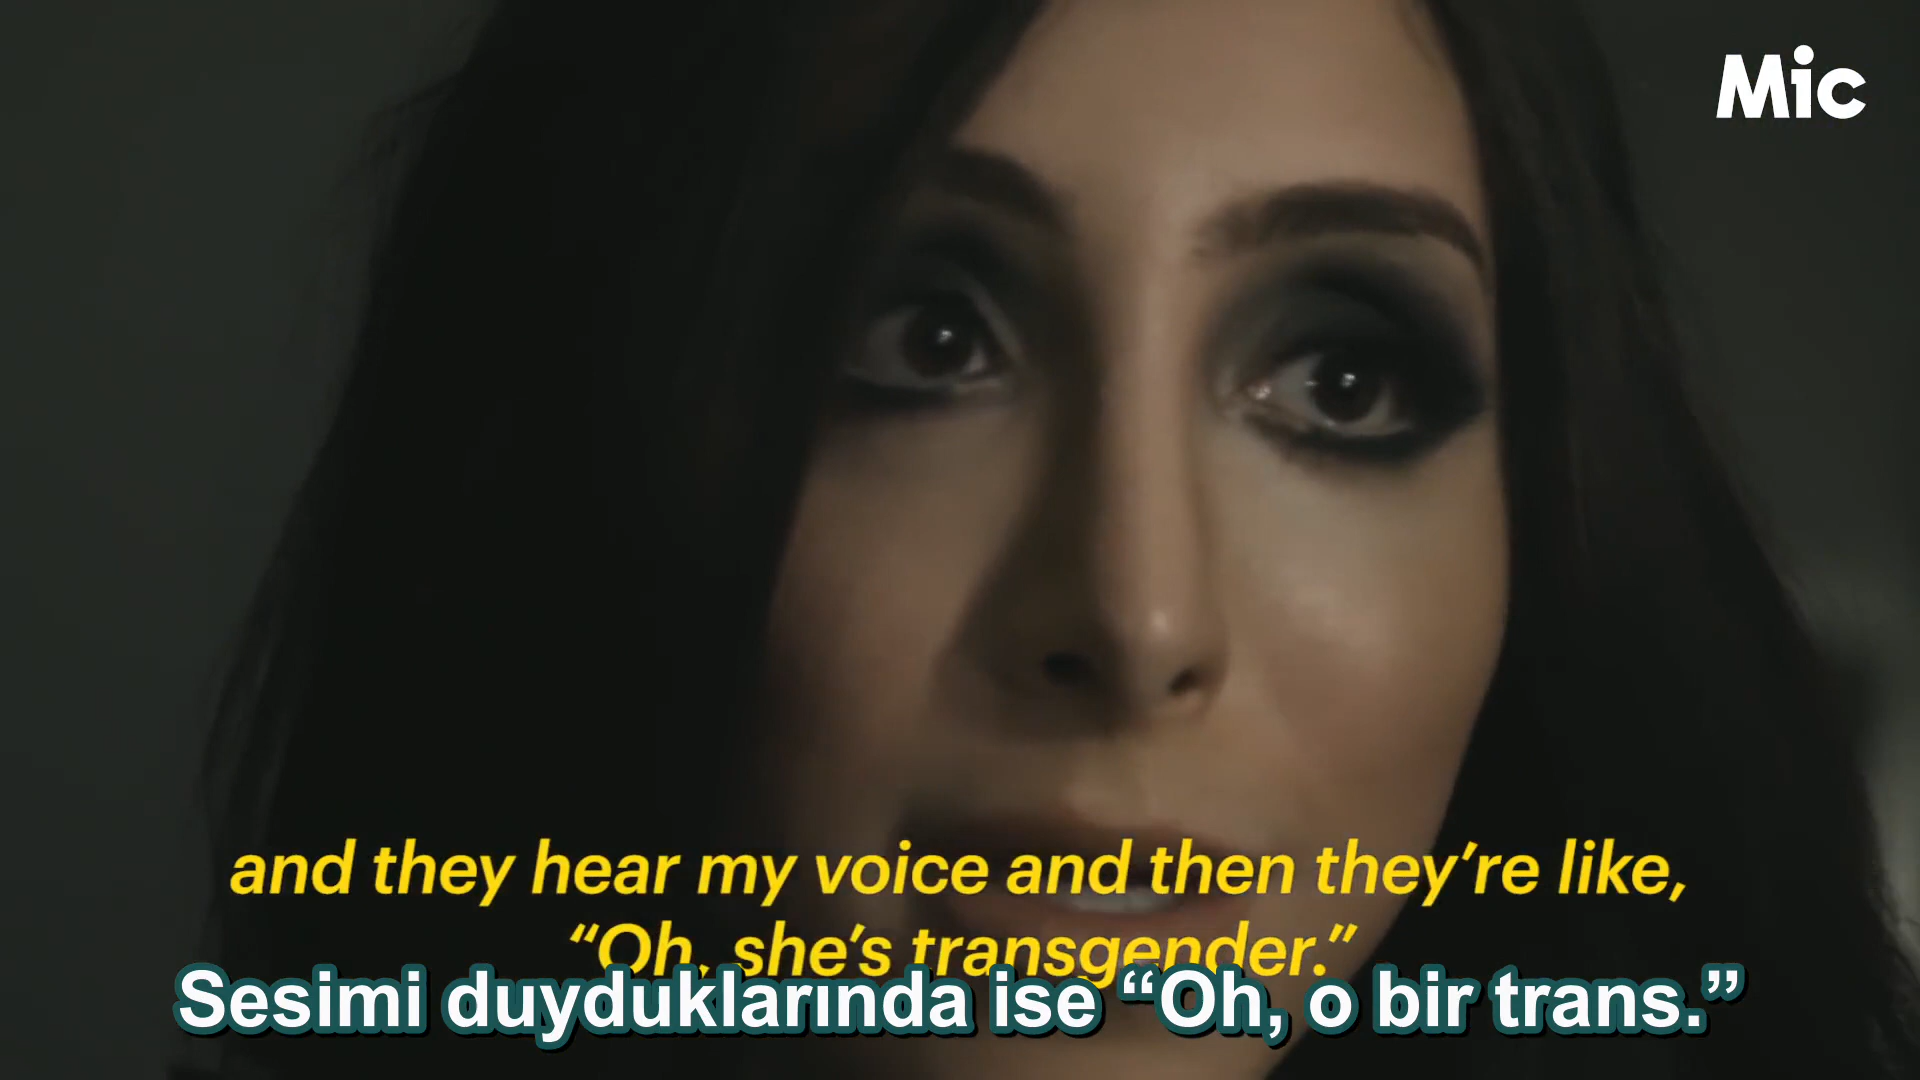 Mic
and they hear my voice and then they're like,
“Oh, she's transgender.”
Sesimi duyduklarında ise “Oh, o bir trans.”